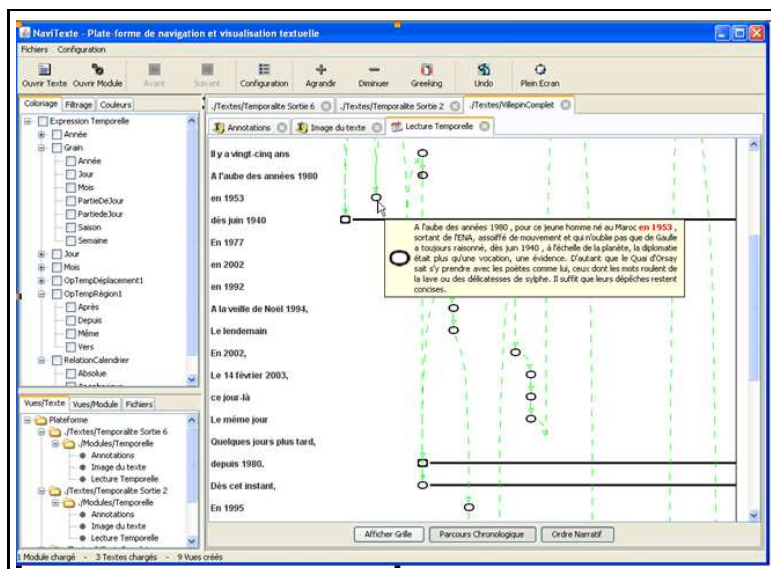 NaviTexte - Plate-forme de navigation et visualisation textuelle
Fichiers Configuration
Ouvrir Texte Ouvrir Module Avant Suivant Configuration Agrandir Diminuer Greeking Undo Plein Ecran
Coloriage Filtrage Couleurs
Expression Temporelle
Année
Grain
Année
Jour
Mois
PartieDeJour
PartiedeJour
Saison
Semaine
Jour
Mois
OpTempDéplacement1
OpTempRégion1
Après
Depuis
Même
Vers
RelationCalendrier
Absolue
Vues/Texte Vues/Module Fichiers
Plateforme
./Textes/Temporalite Sortie 6
./Modules/Temporelle
Annotations
Image du texte
Lecture Temporelle
./Textes/Temporalite Sortie 2
./Modules/Temporelle
Annotations
Image du texte
Lecture Temporelle
./Textes/Temporalite Sortie 6 ./Textes/Temporalite Sortie 2 ./Textes/VillepinComplet
Annotations Image du texte Lecture Temporelle
Il y a vingt-cinq ans
A l'aube des années 1980
en 1953
dès juin 1940
En 1977
en 2002
en 1992
A la veille de Noel 1994,
Le lendemain
En 2002,
Le 14 février 2003,
ce jour-là
Le même jour
Quelques jours plus tard,
depuis 1980.
Dès cet instant,
En 1995
A l'aube des années 1980 , pour ce jeune homme né au Maroc en 1953 ,
sortant de l'ENA, assoiffé de mouvement et qui n'oublie pas que de Gaulle
a toujours raisonné, dès juin 1940 , à l'échelle de la planète, la diplomatie
était plus qu'une vocation, une évidence. D'autant que le Quai d'Orsay
sait s'y prendre avec les poètes comme lui, ceux dont les mots roulent de
la lave ou des délicatesses de sylphe. Il suffit que leurs dépêches restent
concises.
Afficher Grille Parcours Chronologique Ordre Narratif
1 Module chargé - 3 Textes chargés - 9 Vues créés